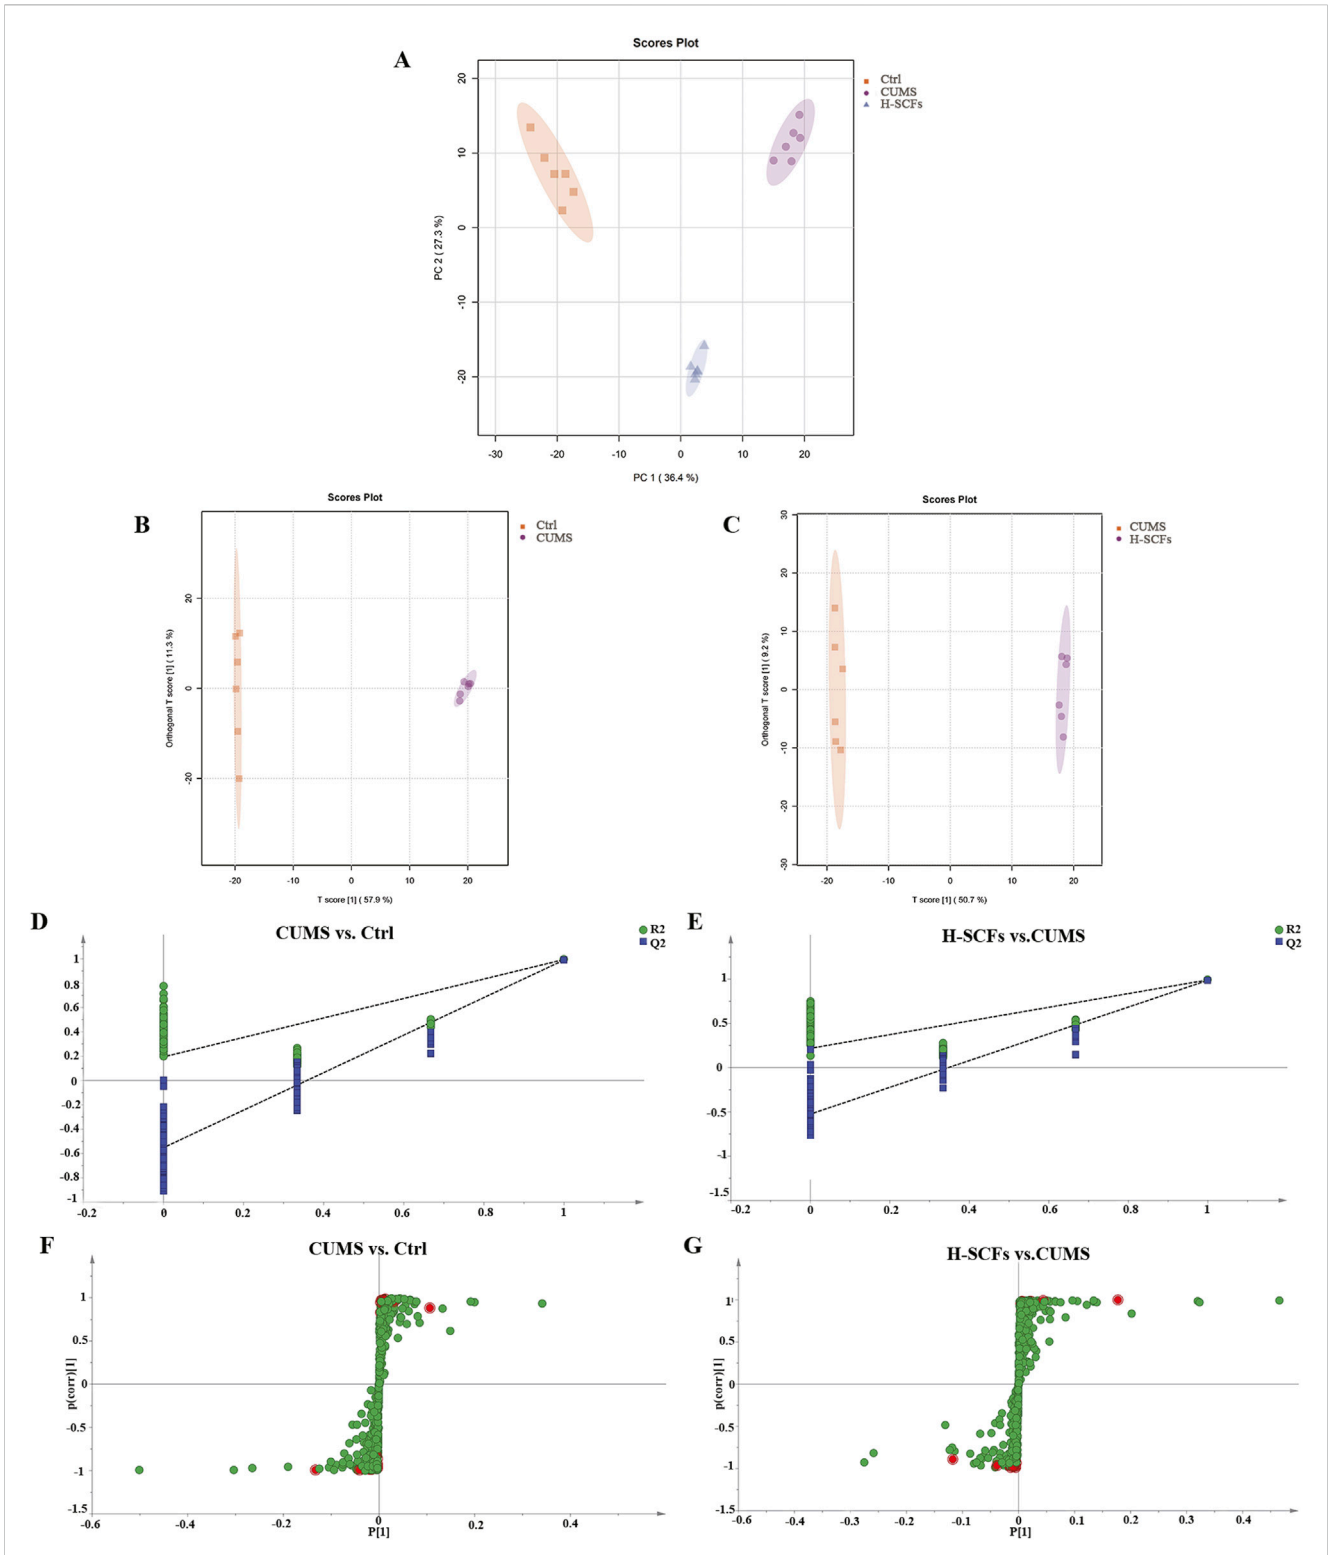 A
Scores Plot
Ctrl
CUMS
H-SCFs
20
10
0
-10
-20
PC 2 ( 27.3 %)
-30 -20 -10 0 10 20
PC 1 ( 36.4 %)
B
Scores Plot
Ctrl
CUMS
20
0
-20
Orthogonal T score [1] ( 11.3 %)
-20 -10 0 10 20
T score [1] ( 57.9 %)
C
Scores Plot
CUMS
H-SCFs
30
20
10
0
-10
-20
-30
Orthogonal T score [1] ( 9.2 %)
-20 -10 0 10 20
T score [1] ( 50.7 %)
D
CUMS vs. Ctrl
R2
Q2
1
0.8
0.6
0.4
0.2
0
-0.2
-0.4
-0.6
-0.8
-1
-0.2 0 0.2 0.4 0.6 0.8 1
E
H-SCFs vs.CUMS
R2
Q2
1
0.5
0
-0.5
-1
-1.5
-0.2 0 0.2 0.4 0.6 0.8 1
F
CUMS vs. Ctrl
1
0.5
0
-0.5
-1
-1.5
p(corr)[1]
-0.6 -0.4 -0.2 0 0.2 0.4
P[1]
G
H-SCFs vs.CUMS
1
0.5
0
-0.5
-1
-1.5
p(corr)[1]
-0.6 -0.4 -0.3 -0.2 -0.1 0 0.1 0.2 0.3 0.4 0.5
P[1]